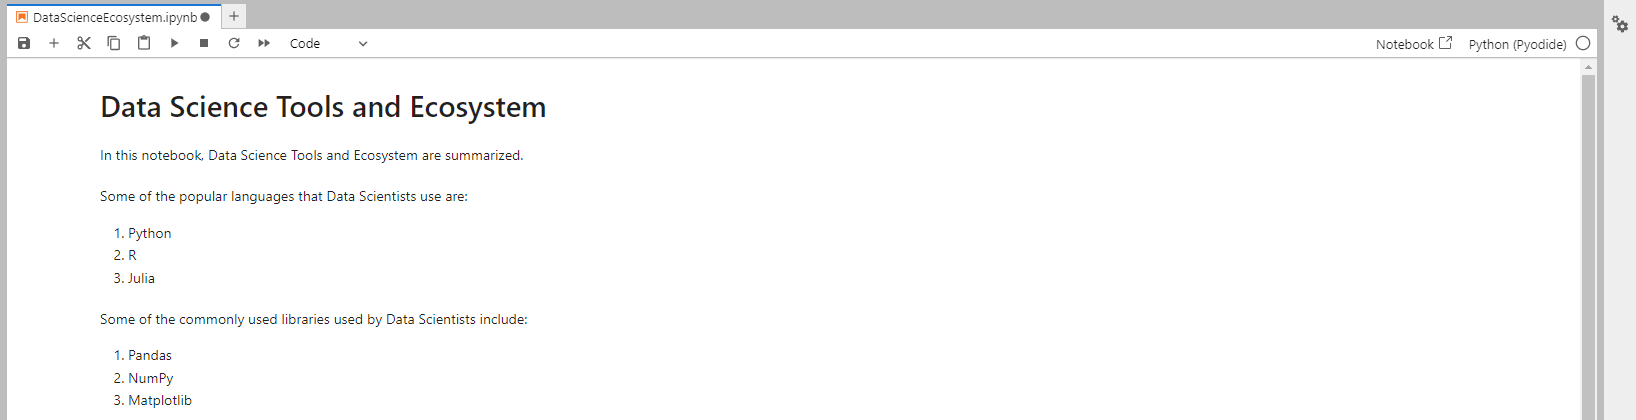 DataScienceEcosystem.ipynb
Code
Notebook
Python (Pyodide)
Data Science Tools and Ecosystem
In this notebook, Data Science Tools and Ecosystem are summarized.
Some of the popular languages that Data Scientists use are:
1. Python
2. R
3. Julia
Some of the commonly used libraries used by Data Scientists include:
1. Pandas
2. NumPy
3. Matplotlib